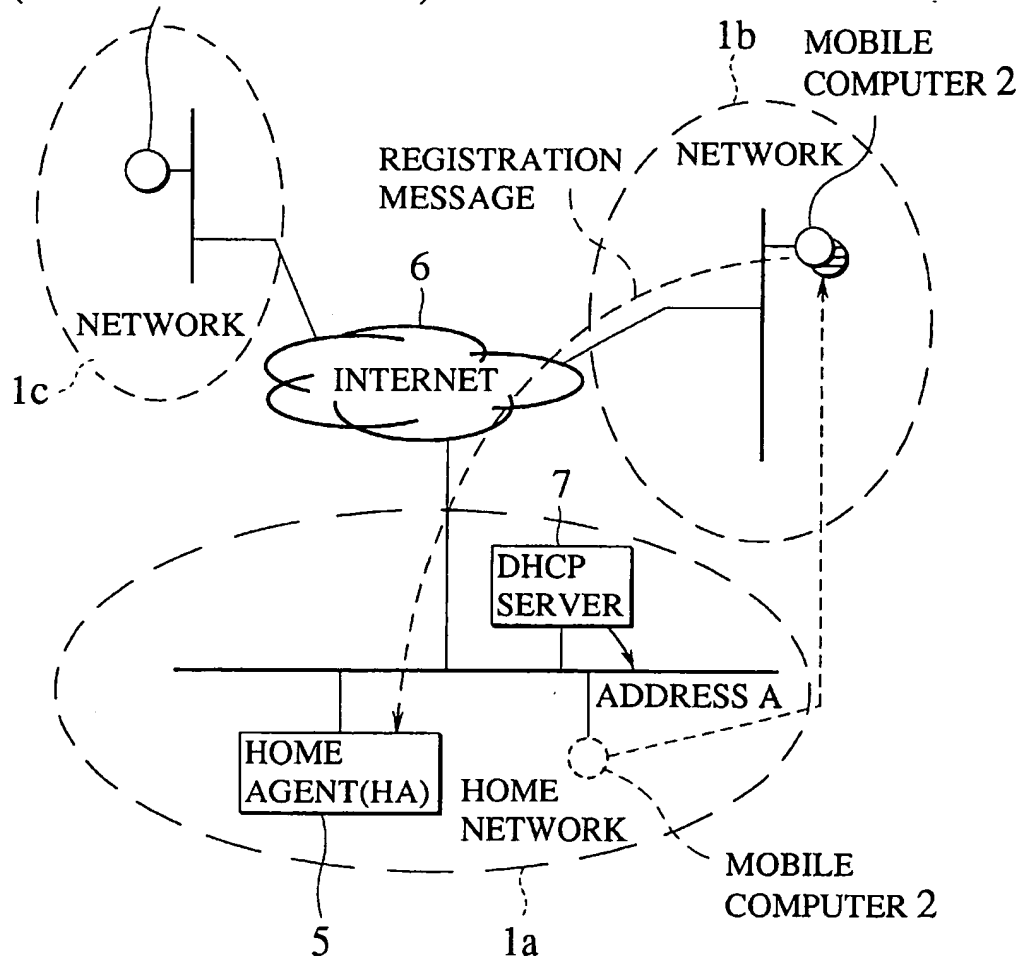 1b
MOBILE
COMPUTER 2
NETWORK
REGISTRATION
MESSAGE
6
NETWORK
INTERNET
1c
7
DHCP
SERVER
ADDRESS A
HOME
AGENT(HA)
HOME
NETWORK
MOBILE
COMPUTER 2
5
1a